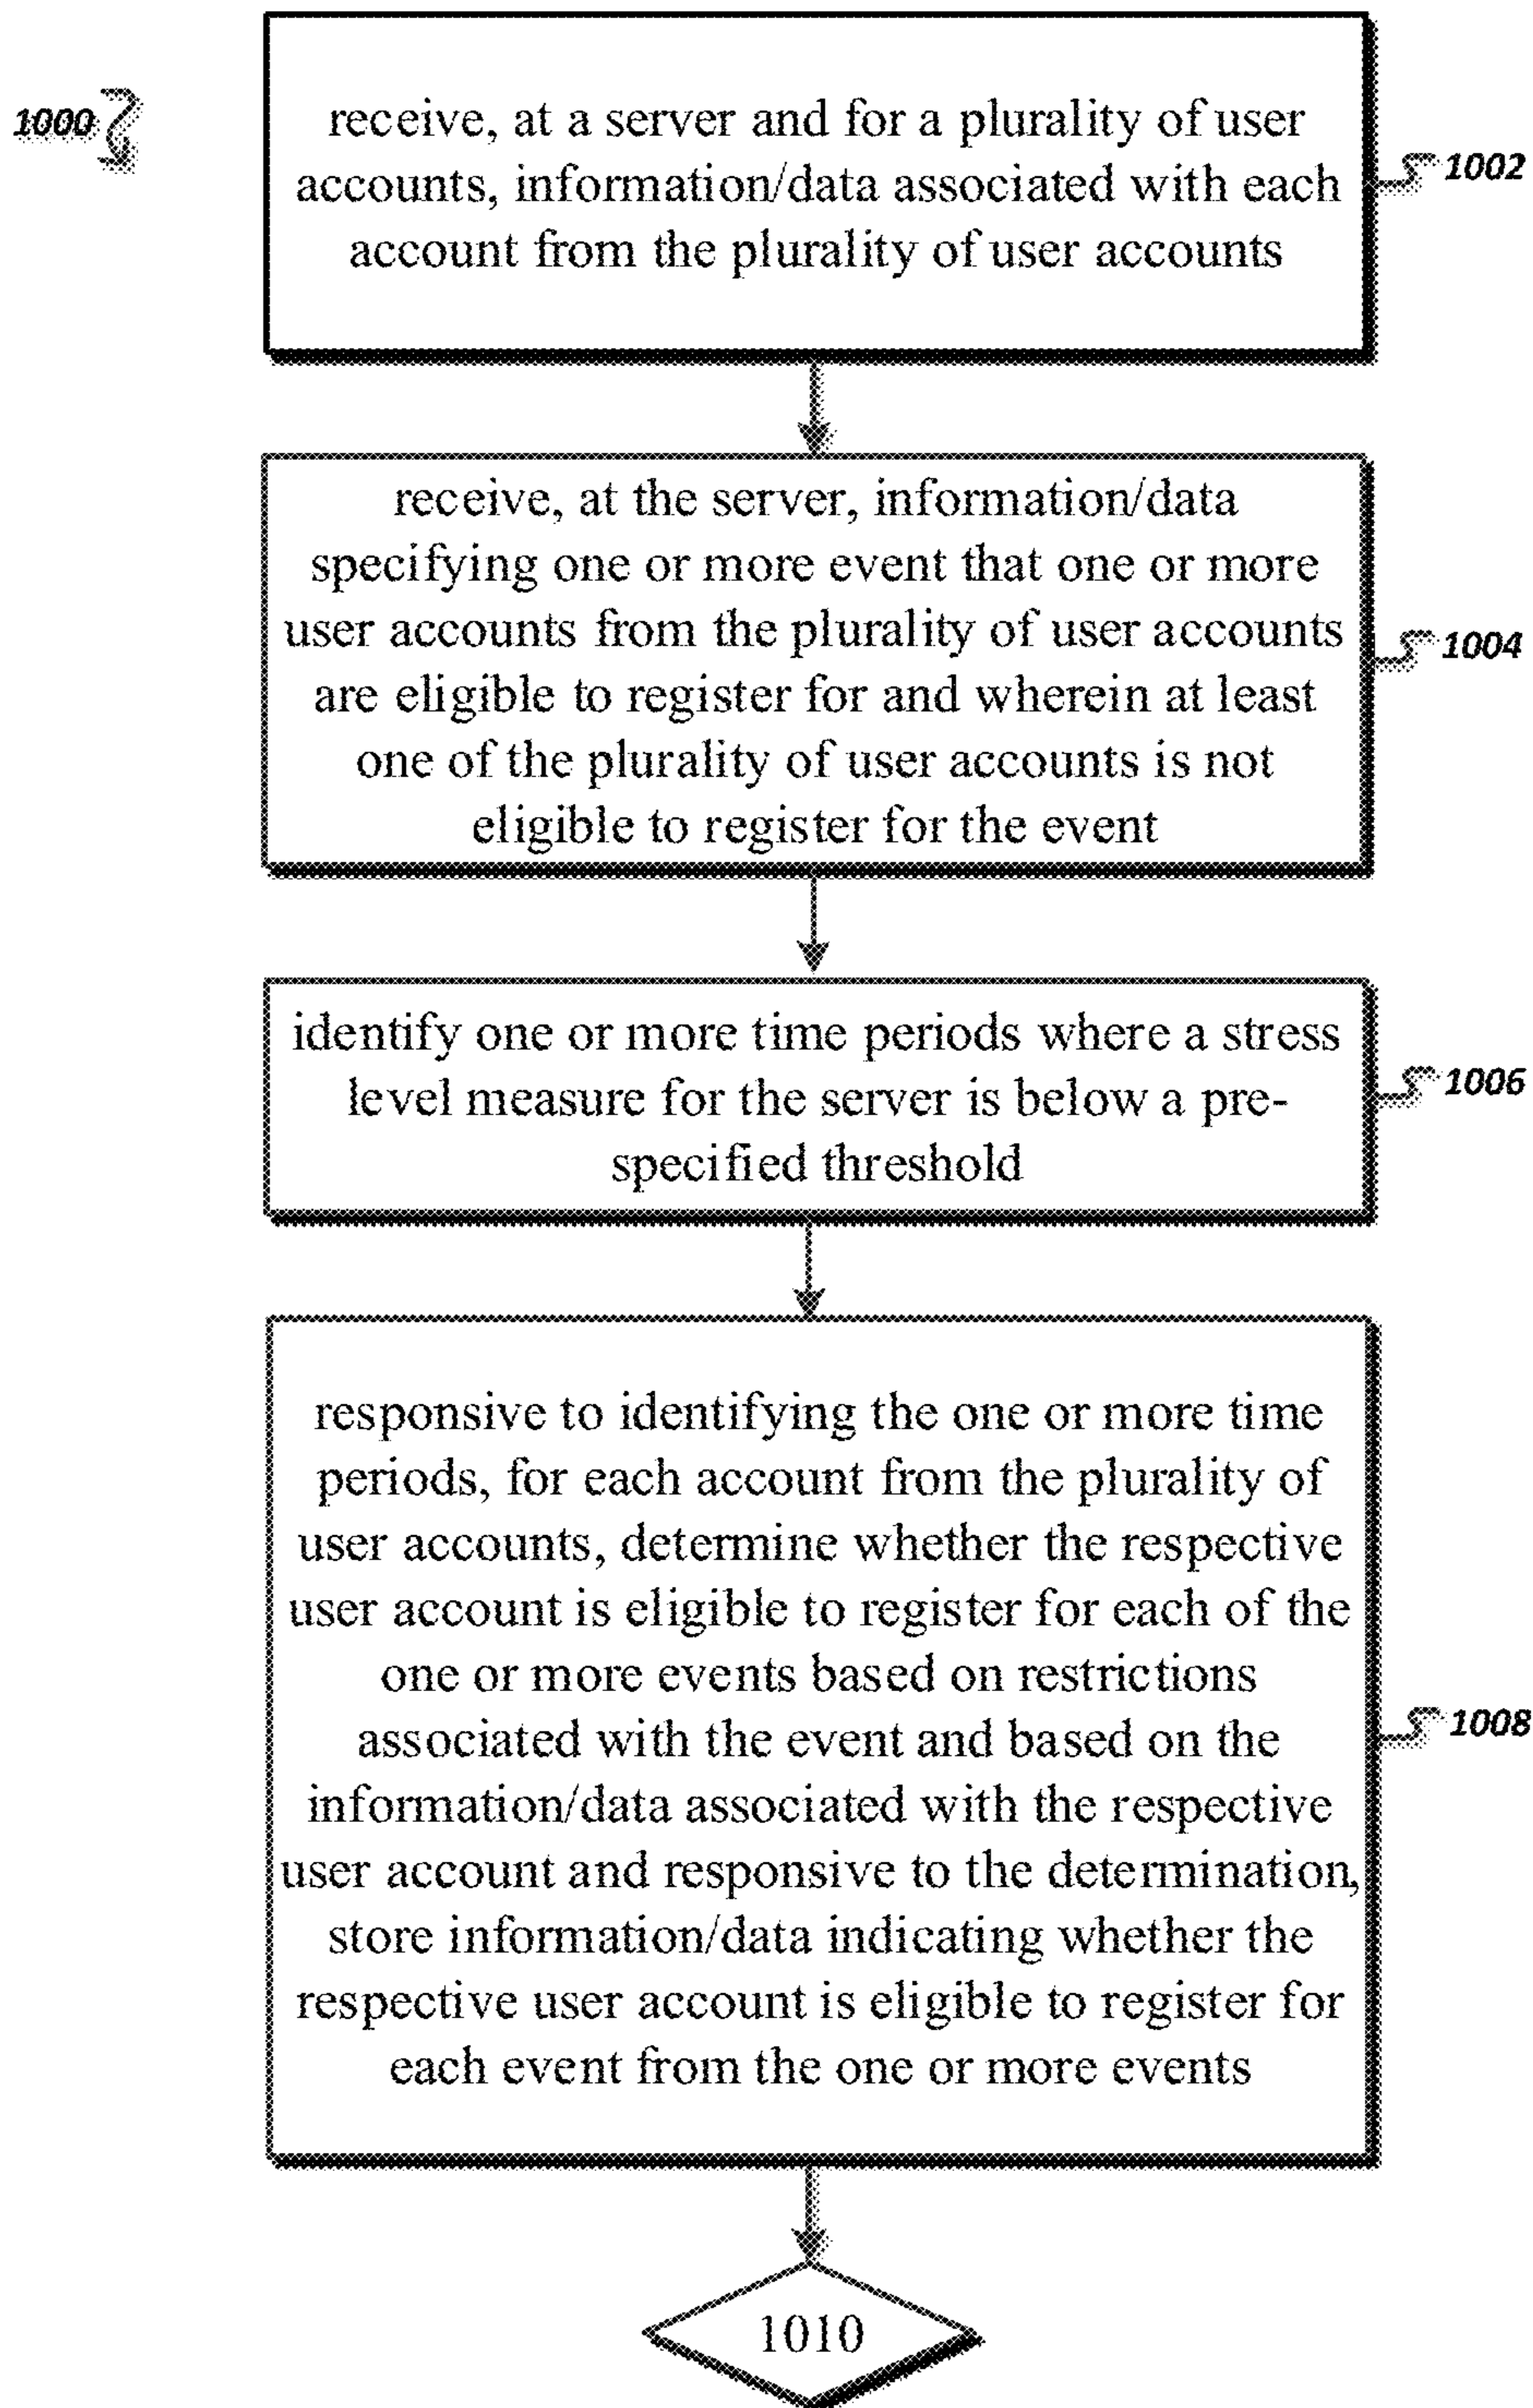 1000
receive, at a server and for a plurality of user
accounts, information/data associated with each
account from the plurality of user accounts
1002
receive, at the server, information/data
specifying one or more event that one or more
user accounts from the plurality of user accounts
are eligible to register for and wherein at least
one of the plurality of user accounts is not
eligible to register for the event
1004
identify one or more time periods where a stress
level measure for the server is below a pre-
specified threshold
1006
responsive to identifying the one or more time
periods, for each account from the plurality of
user accounts, determine whether the respective
user account is eligible to register for each of the
one or more events based on restrictions
associated with the event and based on the
information/data associated with the respective
user account and responsive to the determination,
store information/data indicating whether the
respective user account is eligible to register for
each event from the one or more events
1008
1010